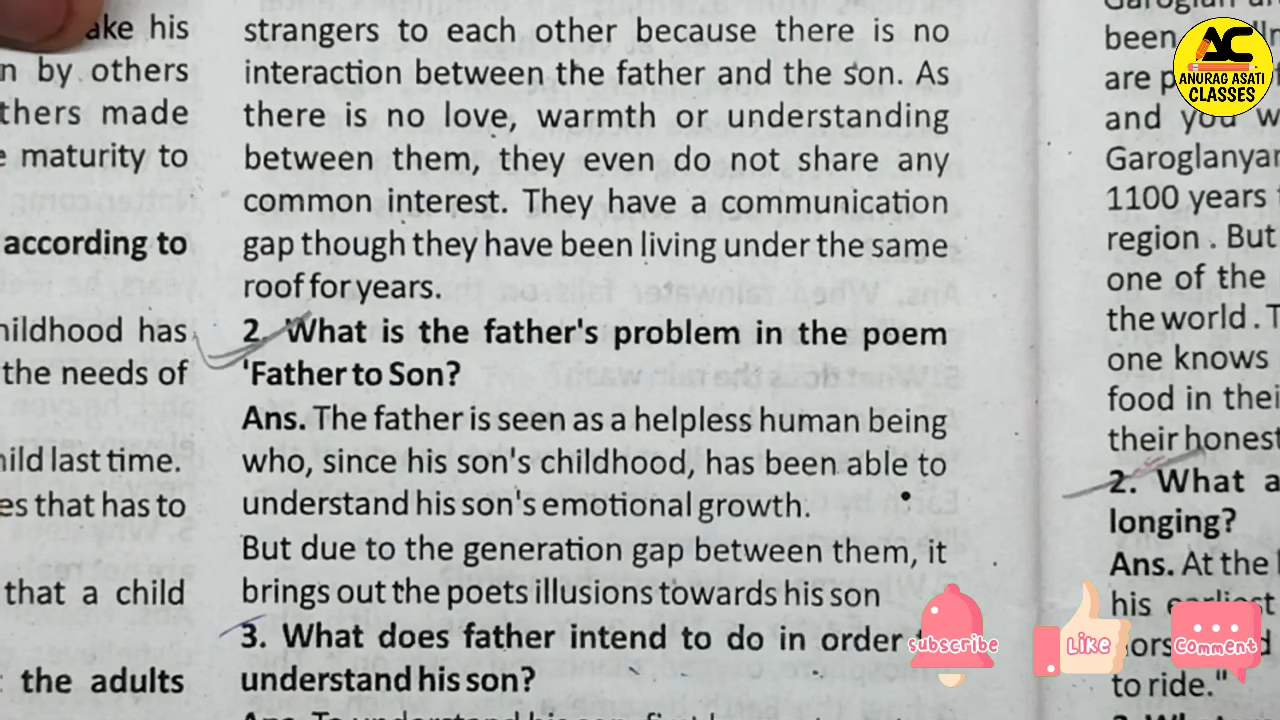 ake his
n by others
thers made
e maturity to
according to
hildhood has
the needs of
hild last time.
es that has to
that a child
the adults
strangers to each other because there is no
interaction between the father and the son. As
there is no love, warmth or understanding
between them, they even do not share any
common interest. They have a communication
gap though they have been living under the same
roof for years.
2. What is the father's problem in the poem
'Father to Son?
Ans. The father is seen as a helpless human being
who, since his son's childhood, has been able to
understand his son's emotional growth.
But due to the generation gap between them, it
brings out the poets illusions towards his son
3. What does father intend to do in order
understand his son?
been
are p
and you w
Garoglanyar
1100 years
region . But
one of the
the world . T
one knows
food in thei
their honest
2. What a
longing?
Ans. At the
his earliest
to ride."
AC
ANURAG ASATI
CLASSES
subscribe
Like
Comment